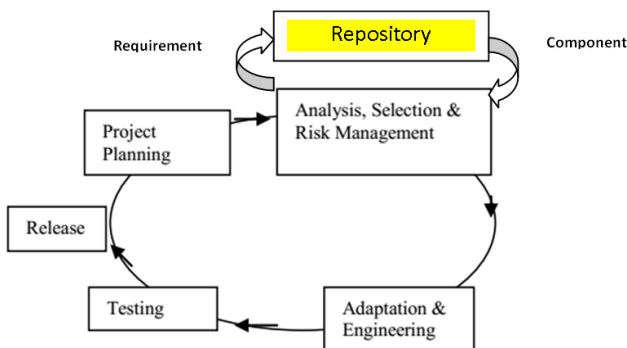 Repository
Requirement
Component
Analysis, Selection &
Risk Management
Project
Planning
Release
Testing
Adaptation &
Engineering